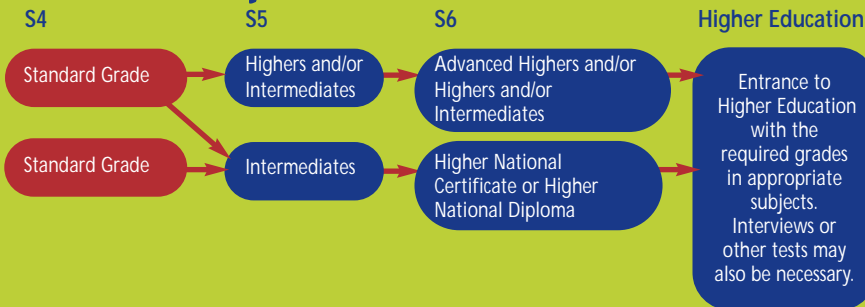 S4
S5
S6
Higher Education
Standard Grade
Highers and/or
Intermediates
Advanced Highers and/or
Highers and/or
Intermediates
Standard Grade
Intermediates
Higher National
Certificate or Higher
National Diploma
Entrance to
Higher Education
with the
required grades
in appropriate
subjects.
Interviews or
other tests may
also be necessary.